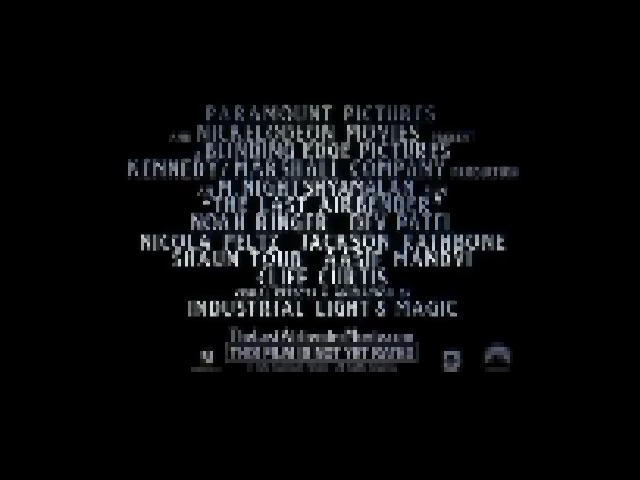 PARAMOUNT PICTURES
AND NICKELODEON MOVIES
BLINDING EDGE PICTURES
KENNEDY/MARSHALL COMPANY
M. NIGHT SHYAMALAN
"THE LAST AIRBENDER"
NOAH RINGER DEV PATEL
NICOLA PELTZ JACKSON RATHBONE
SHAUN TOUB AASIF MANDVI
CLIFF CURTIS
INDUSTRIAL LIGHT & MAGIC
TheLastAirbenderMovie.com
THIS FILM IS NOT YET RATED